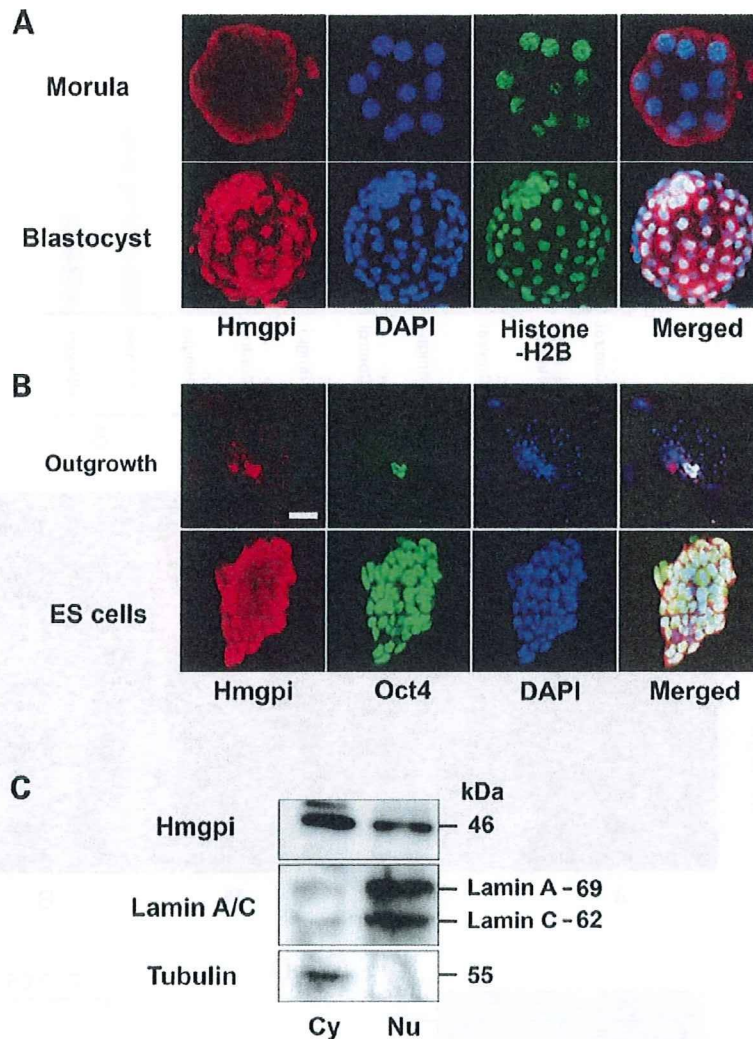 A
Morula
Blastocyst
Hmgpi DAPI Histone -H2B Merged
B
Outgrowth
ES cells
Hmgpi Oct4 DAPI Merged
C
kDa
Hmgpi 46
Lamin A/C Lamin A - 69
Lamin C - 62
Tubulin 55
Cy Nu